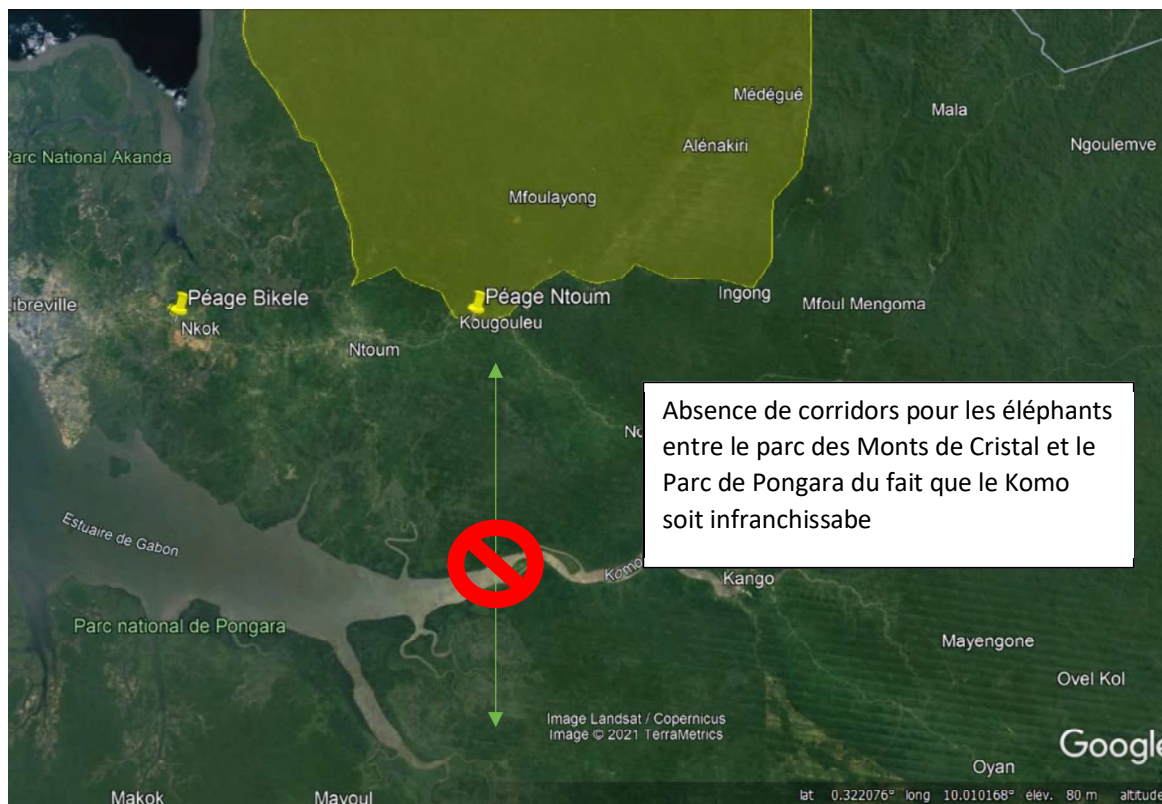 Médégué
Mala
Alénakiri
Ngoulemve
Parc National Akanda
Mfoulayong
Péage Bikele
Péage Ntoum
Ingong
Mfoul Mengoma
Libreville
Nkok
Kougouleu
Ntoum
Absence de corridors pour les éléphants
entre le parc des Monts de Cristal et le
Parc de Pongara du fait que le Komo
soit infranchissabe
Estuaire de Gabon
Komo
Kango
Parc national de Pongara
Mayengone
Ovel Kol
Image Landsat / Copernicus
Image © 2021 TerraMetrics
Google
Oyan
Makok
Mayoul
lat 0.322076° long 10.010168° élév. 80 m altitude